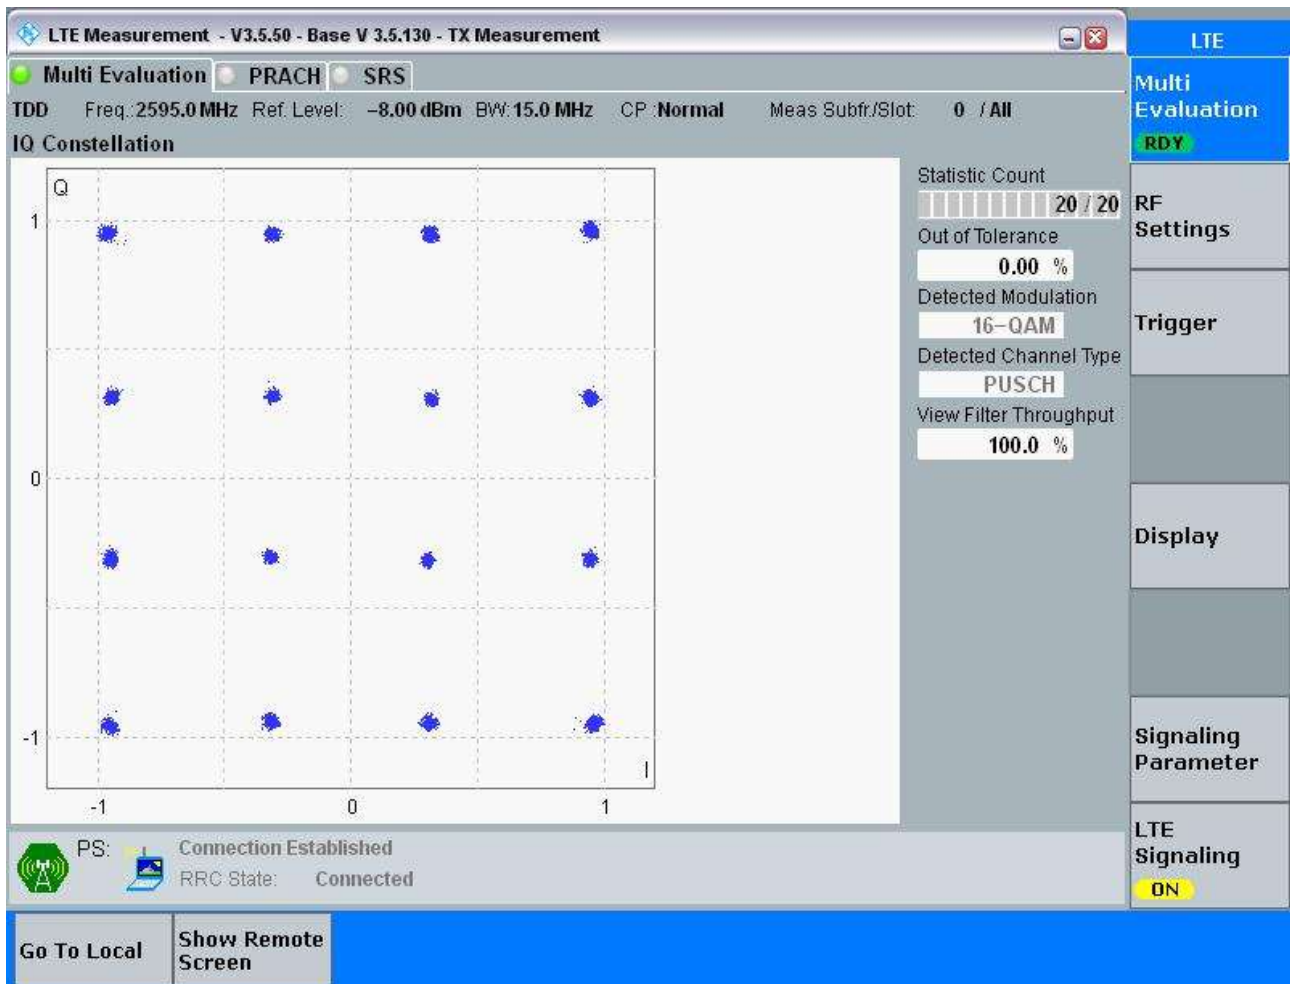 LTE Measurement - V3.5.50 - Base V 3.5.130 - TX Measurement
LTE
Multi Evaluation PRACH SRS
Multi
Evaluation
RDY
TDD Freq.:2595.0 MHz Ref. Level: -8.00 dBm BW:15.0 MHz CP :Normal Meas Subfr./Slot: 0 / All
IQ Constellation
Q
1
0
-1
I
-1 0 1
Statistic Count
20 / 20
Out of Tolerance
0.00 %
Detected Modulation
16-QAM
Detected Channel Type
PUSCH
View Filter Throughput
100.0 %
RF
Settings
Trigger
Display
Signaling
Parameter
LTE
Signaling
ON
PS: Connection Established
RRC State: Connected
Go To Local
Show Remote
Screen